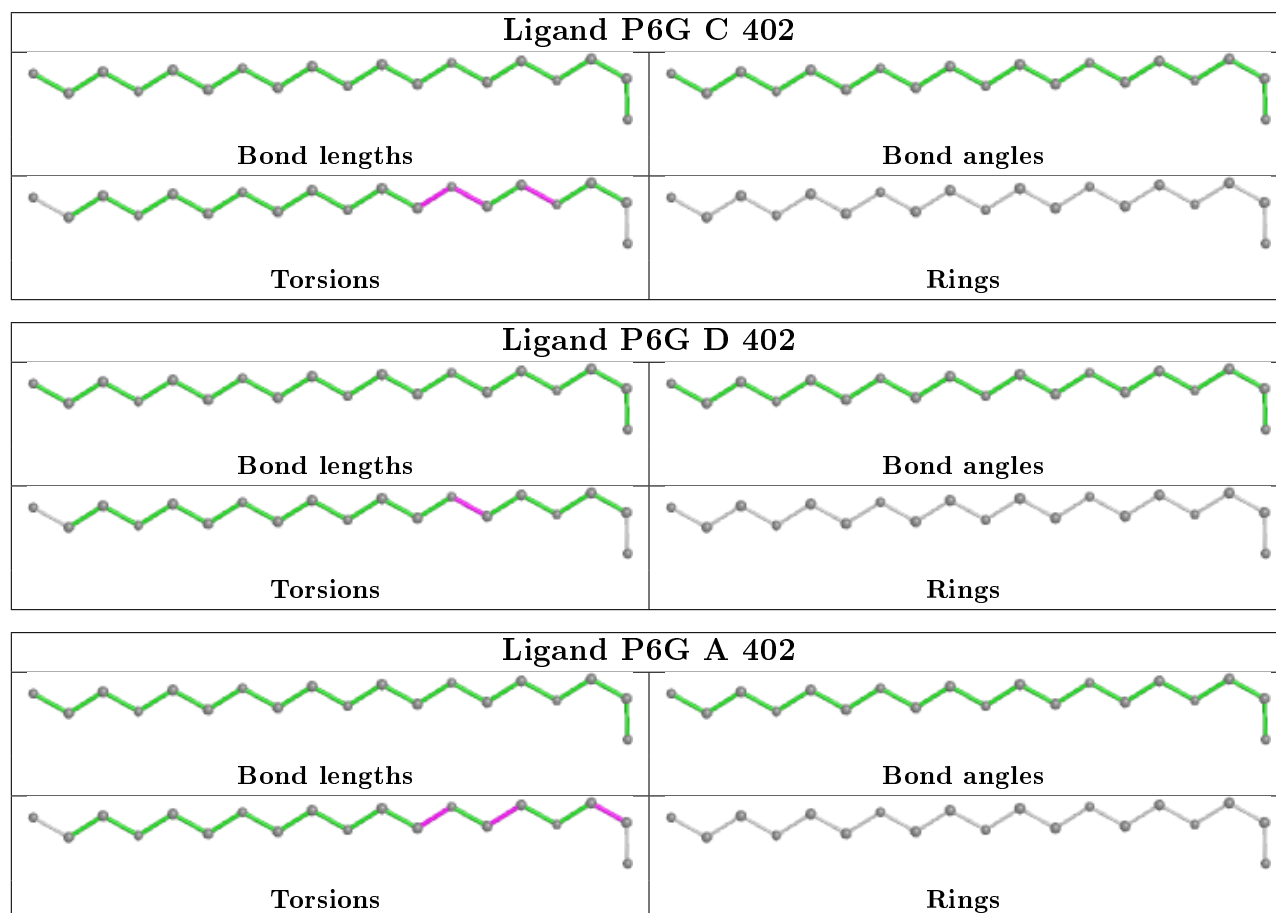 Ligand P6G C 402
Bond lengths
Bond angles
Torsions
Rings
Ligand P6G D 402
Bond lengths
Bond angles
Torsions
Rings
Ligand P6G A 402
Bond lengths
Bond angles
Torsions
Rings